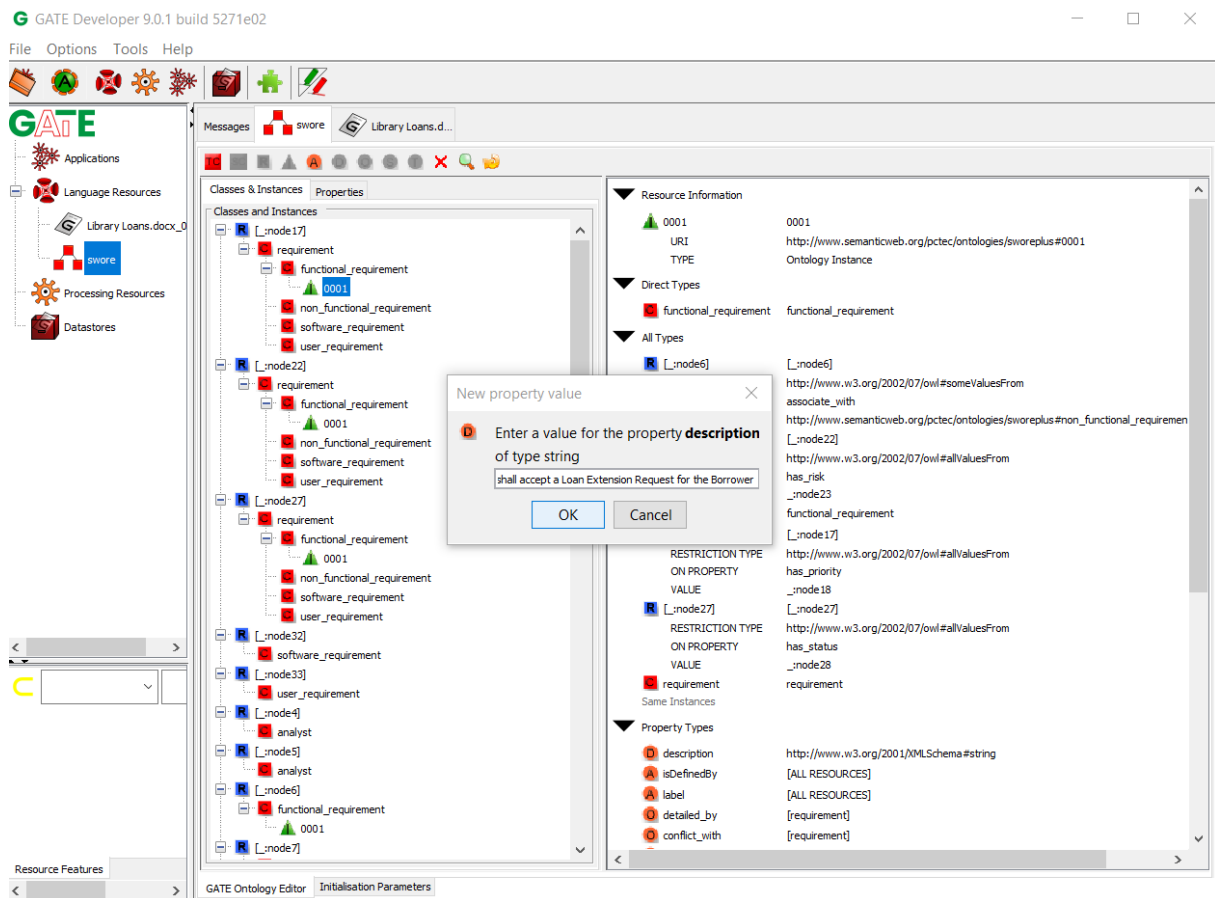 GATE Developer 9.0.1 build 5271e02
File Options Tools Help
GATE
Applications
Language Resources
Library Loans.docx_0
swore
Processing Resources
Datastores
Resource Features
Messages
swore
Library Loans.d...
Classes & Instances
Properties
Classes and Instances
R [_:node17]
C requirement
C functional_requirement
0001
C non_functional_requirement
C software_requirement
C user_requirement
R [_:node22]
C requirement
C functional_requirement
0001
C non_functional_requirement
C software_requirement
C user_requirement
R [_:node27]
C requirement
C functional_requirement
0001
C non_functional_requirement
C software_requirement
C user_requirement
R [_:node32]
C software_requirement
R [_:node33]
C user_requirement
R [_:node4]
C analyst
R [_:node5]
C analyst
R [_:node6]
C functional_requirement
0001
R [_:node7]
GATE Ontology Editor
Initialisation Parameters
New property value
D Enter a value for the property description
of type string
shall accept a Loan Extension Request for the Borrower
OK
Cancel
Resource Information
0001 0001
URI http://www.semanticweb.org/pctec/ontologies/sworeplus#0001
TYPE Ontology Instance
Direct Types
C functional_requirement functional_requirement
All Types
R [_:node6] [_:node6]
http://www.w3.org/2002/07/owl#someValuesFrom
associate_with
http://www.semanticweb.org/pctec/ontologies/sworeplus#non_functional_requiremen
[_:node22]
http://www.w3.org/2002/07/owl#allValuesFrom
has_risk
_:node23
functional_requirement
[_:node17]
RESTRICTION TYPE http://www.w3.org/2002/07/owl#allValuesFrom
ON PROPERTY has_priority
VALUE _:node18
R [_:node27] [_:node27]
RESTRICTION TYPE http://www.w3.org/2002/07/owl#allValuesFrom
ON PROPERTY has_status
VALUE _:node28
C requirement requirement
Same Instances
Property Types
D description http://www.w3.org/2001/XMLSchema#string
A isDefinedBy [ALL RESOURCES]
A label [ALL RESOURCES]
O detailed_by [requirement]
O conflict_with [requirement]